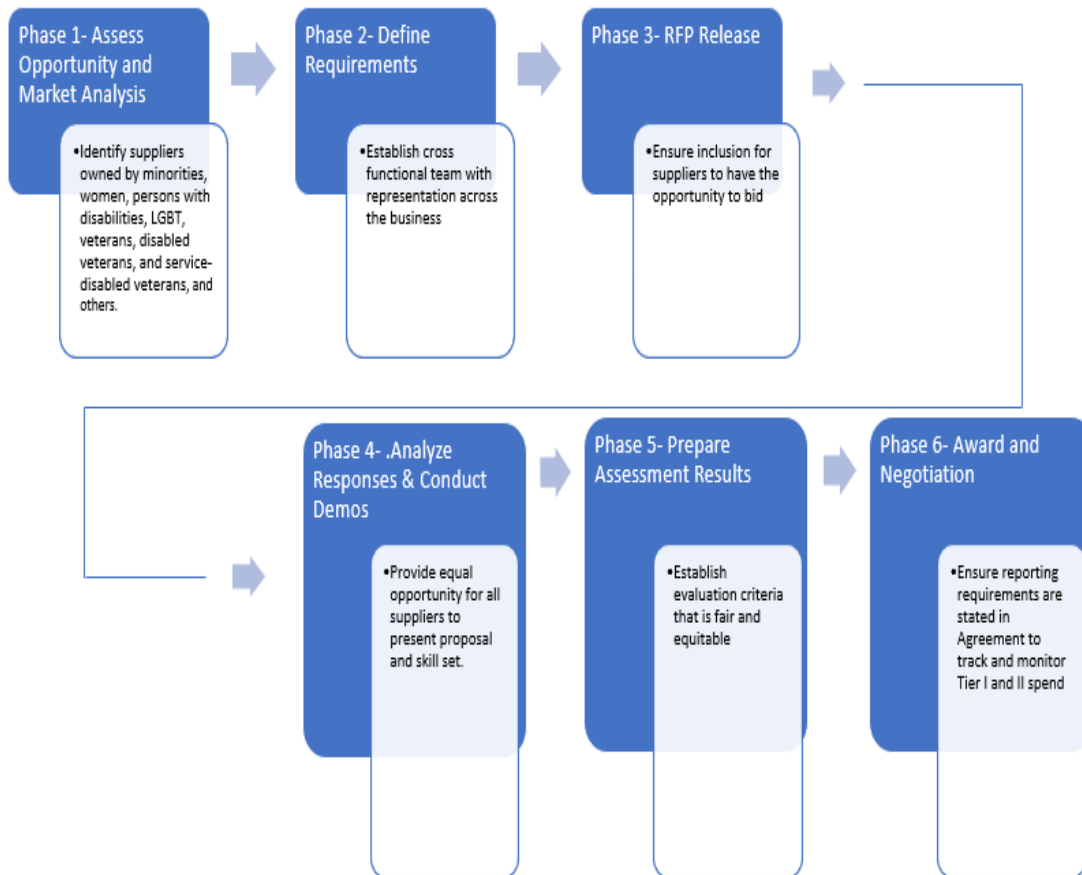 Phase 1- Assess
Opportunity and
Market Analysis
•Identify suppliers
owned by minorities,
women, persons with
disabilities, LGBT,
veterans, disabled
veterans, and service-
disabled veterans, and
others.
Phase 2- Define
Requirements
•Establish cross
functional team with
representation across
the business
Phase 3- RFP Release
•Ensure inclusion for
suppliers to have the
opportunity to bid
Phase 4- .Analyze
Responses & Conduct
Demos
•Provide equal
opportunity for all
suppliers to
present proposal
and skill set.
Phase 5- Prepare
Assessment Results
•Establish
evaluation criteria
that is fair and
equitable
Phase 6- Award and
Negotiation
•Ensure reporting
requirements are
stated in
Agreement to
track and monitor
Tier I and II spend